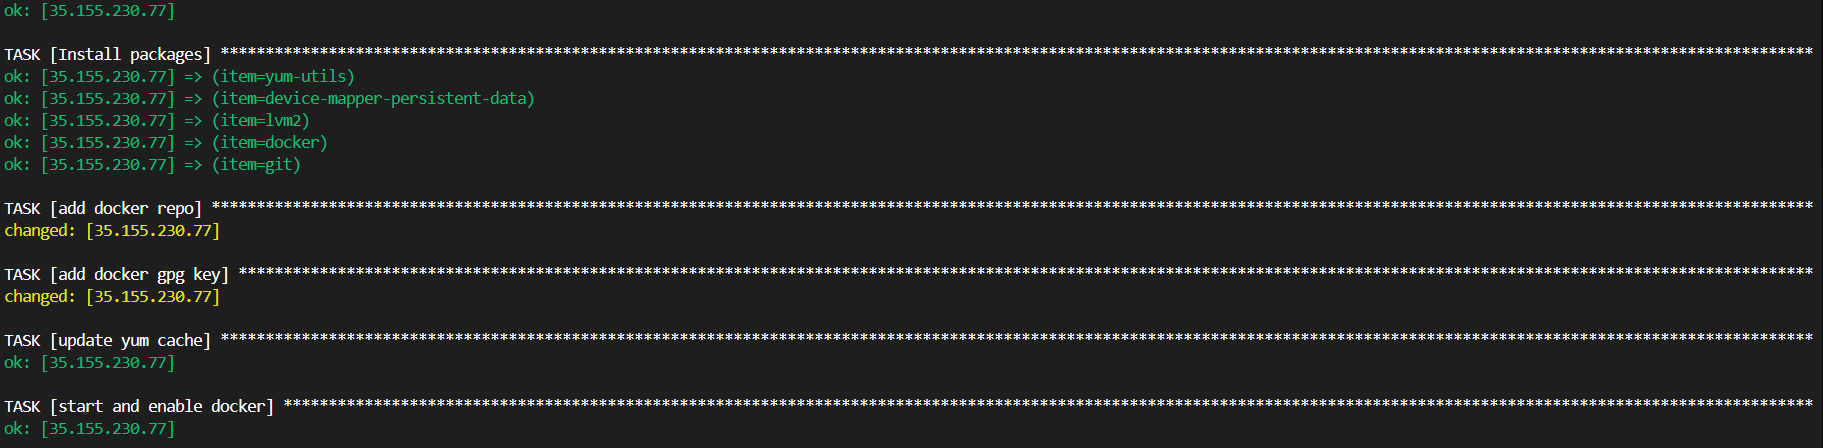 ok: [35.155.230.77]
TASK [Install packages] *********************************************************************************************************************************************************************************
ok: [35.155.230.77] => (item=yum-utils)
ok: [35.155.230.77] => (item=device-mapper-persistent-data)
ok: [35.155.230.77] => (item=lvm2)
ok: [35.155.230.77] => (item=docker)
ok: [35.155.230.77] => (item=git)
TASK [add docker repo] **********************************************************************************************************************************************************************************
changed: [35.155.230.77]
TASK [add docker gpg key] *******************************************************************************************************************************************************************************
changed: [35.155.230.77]
TASK [update yum cache] *********************************************************************************************************************************************************************************
ok: [35.155.230.77]
TASK [start and enable docker] **************************************************************************************************************************************************************************
ok: [35.155.230.77]